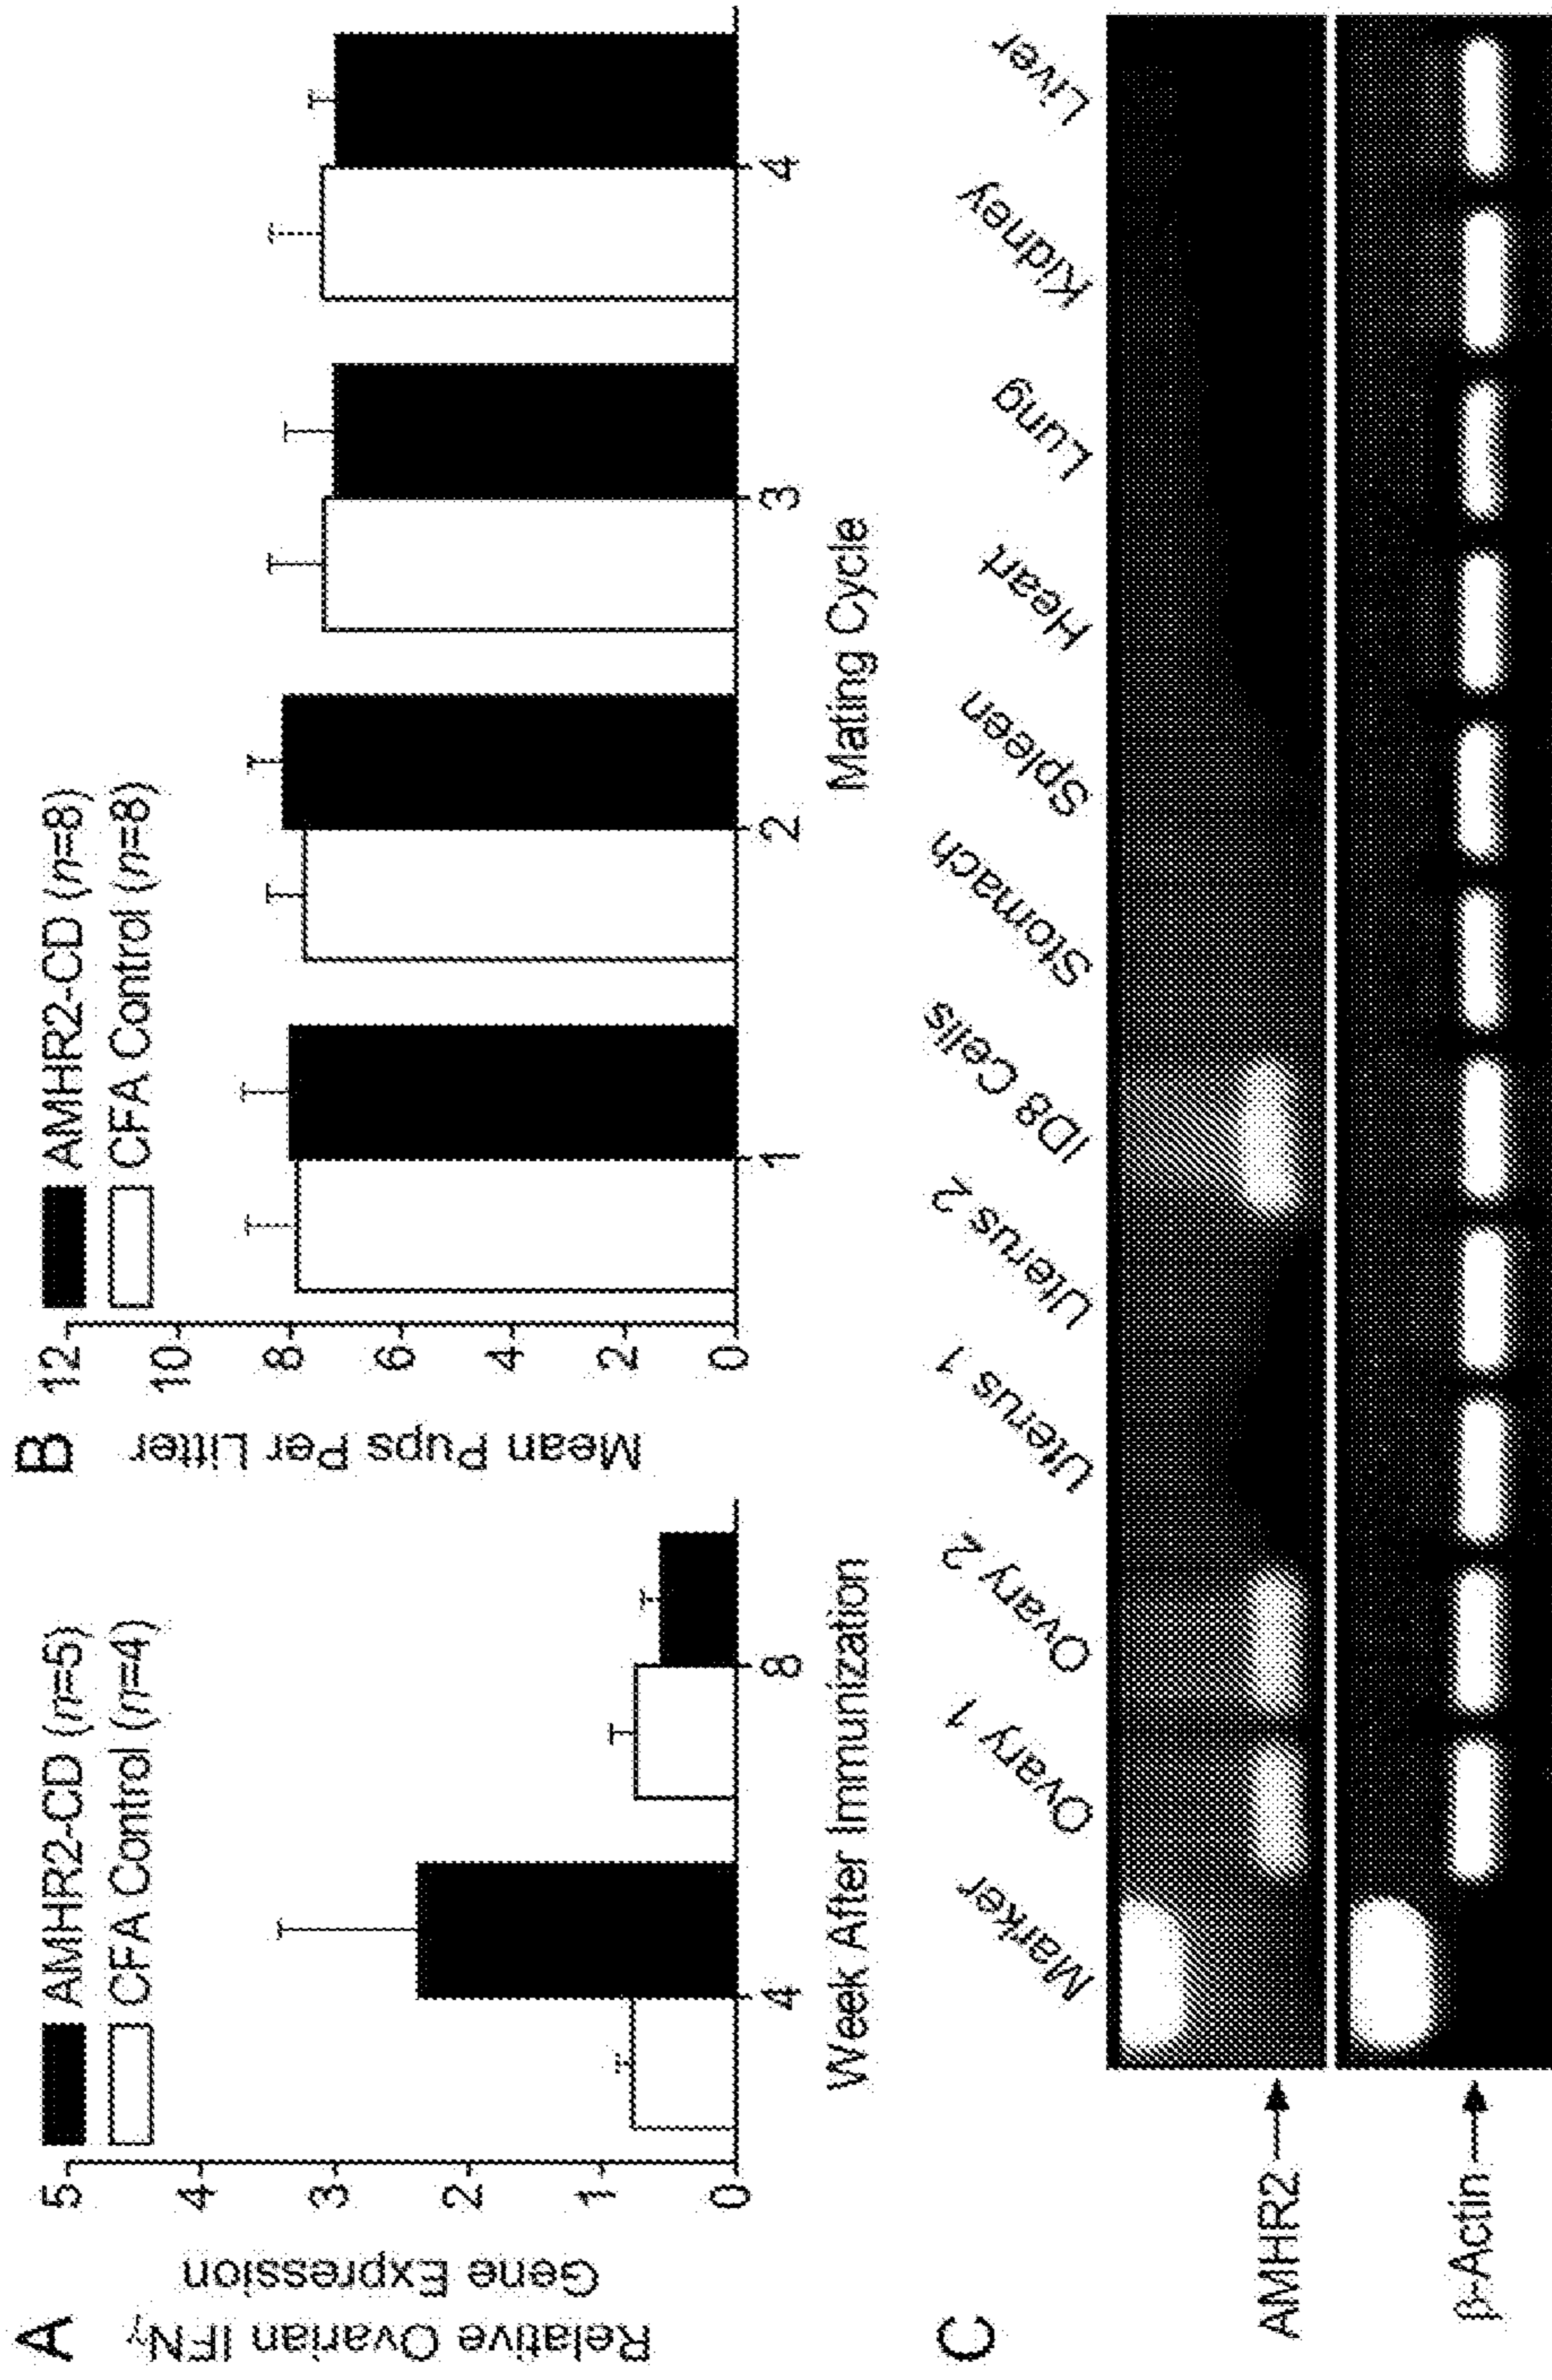 A
Relative Ovarian IFNγ
Gene Expression
5
4
3
2
1
0
AMHR2-CD (n=5)
CFA Control (n=4)
4
8
Week After Immunization
B
Mean Pups Per Litter
12
10
8
6
4
2
0
AMHR2-CD (n=8)
CFA Control (n=8)
1
2
3
4
Mating Cycle
C
Marker
Ovary 1
Ovary 2
Uterus 1
Uterus 2
ID8 Cells
Stomach
Spleen
Heart
Lung
Kidney
Liver
AMHR2
β-Actin